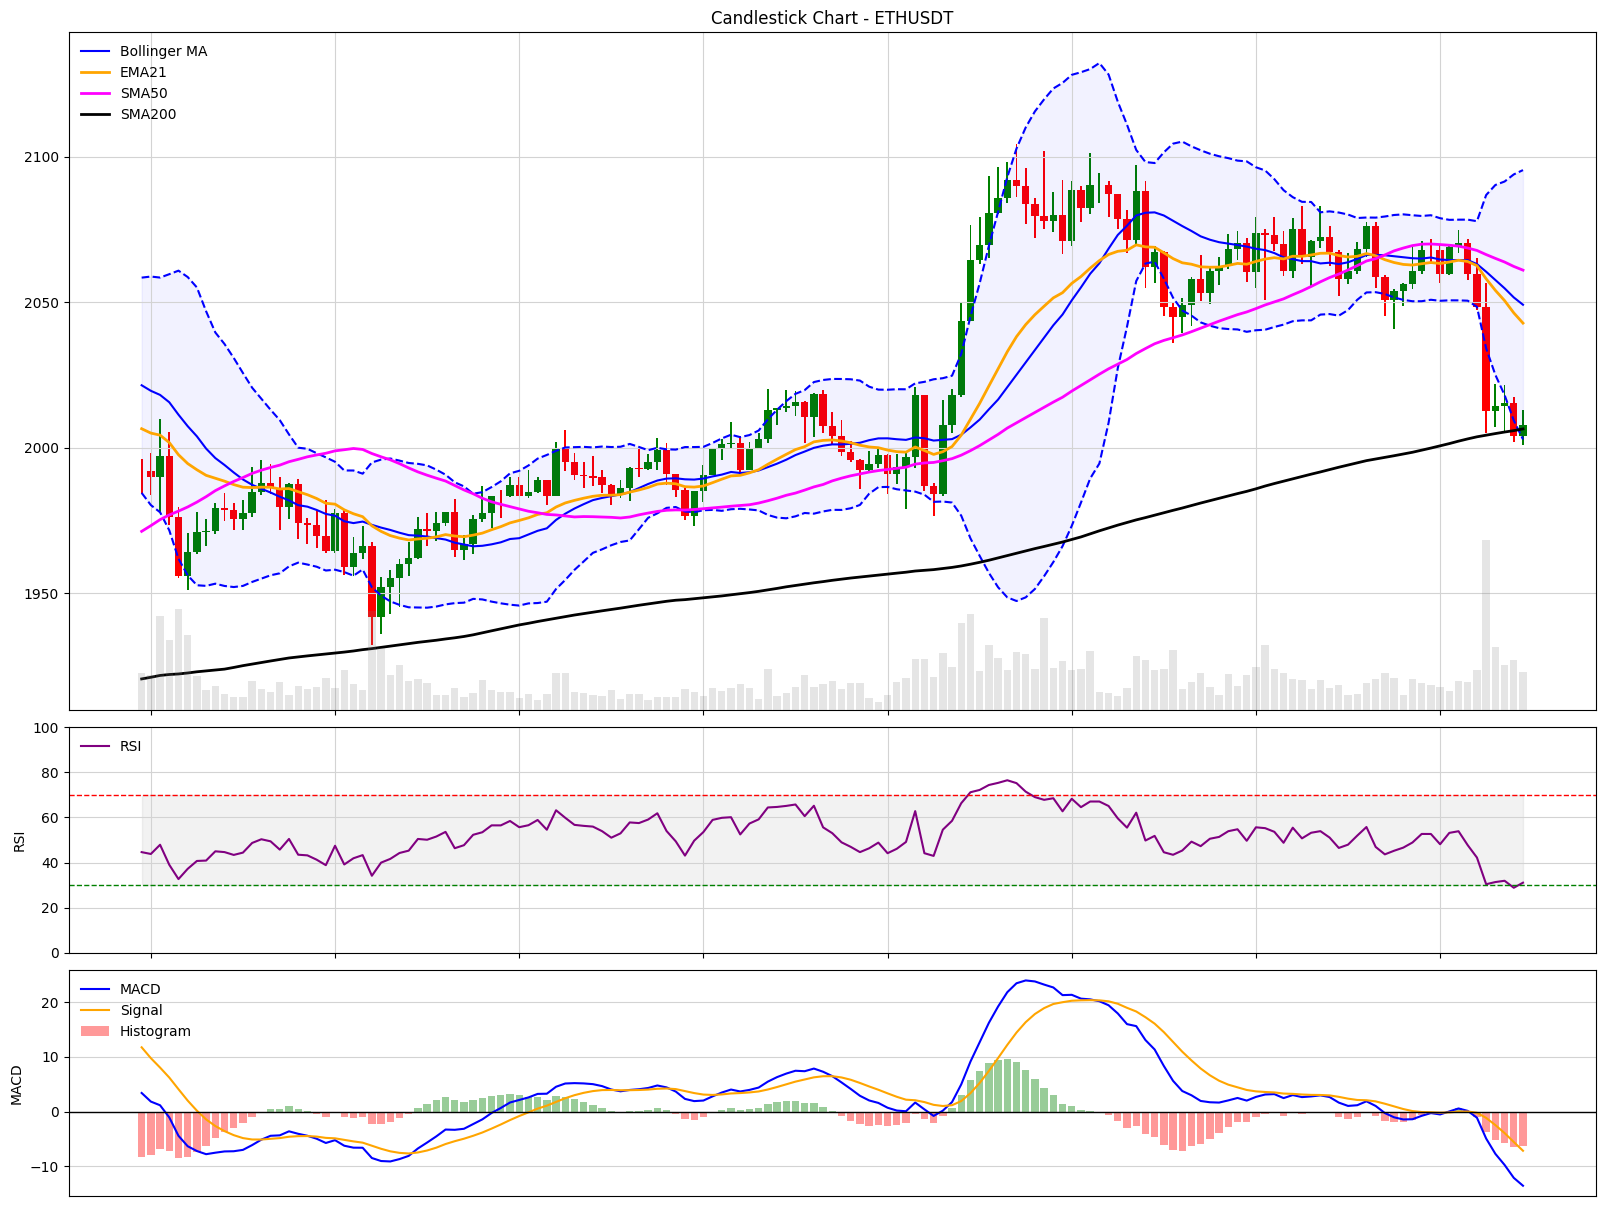 Candlestick Chart - ETHUSDT
Bollinger MA
EMA21
SMA50
SMA200
2100
2050
2000
1950
RSI
100
80
60
40
20
0
RSI
MACD
Signal
Histogram
20
10
0
−10
MACD